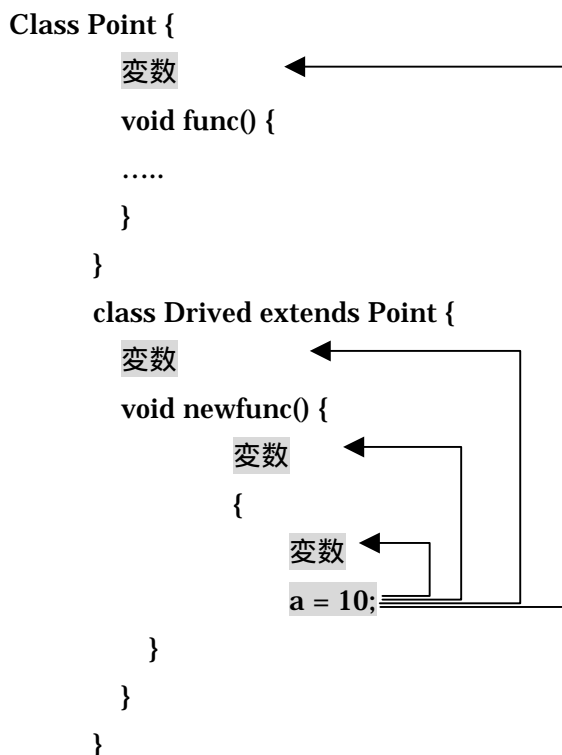 Class Point {
変数
void func() {
…..
}
}
class Drived extends Point {
変数
void newfunc() {
変数
{
変数
a = 10;
}
}
}